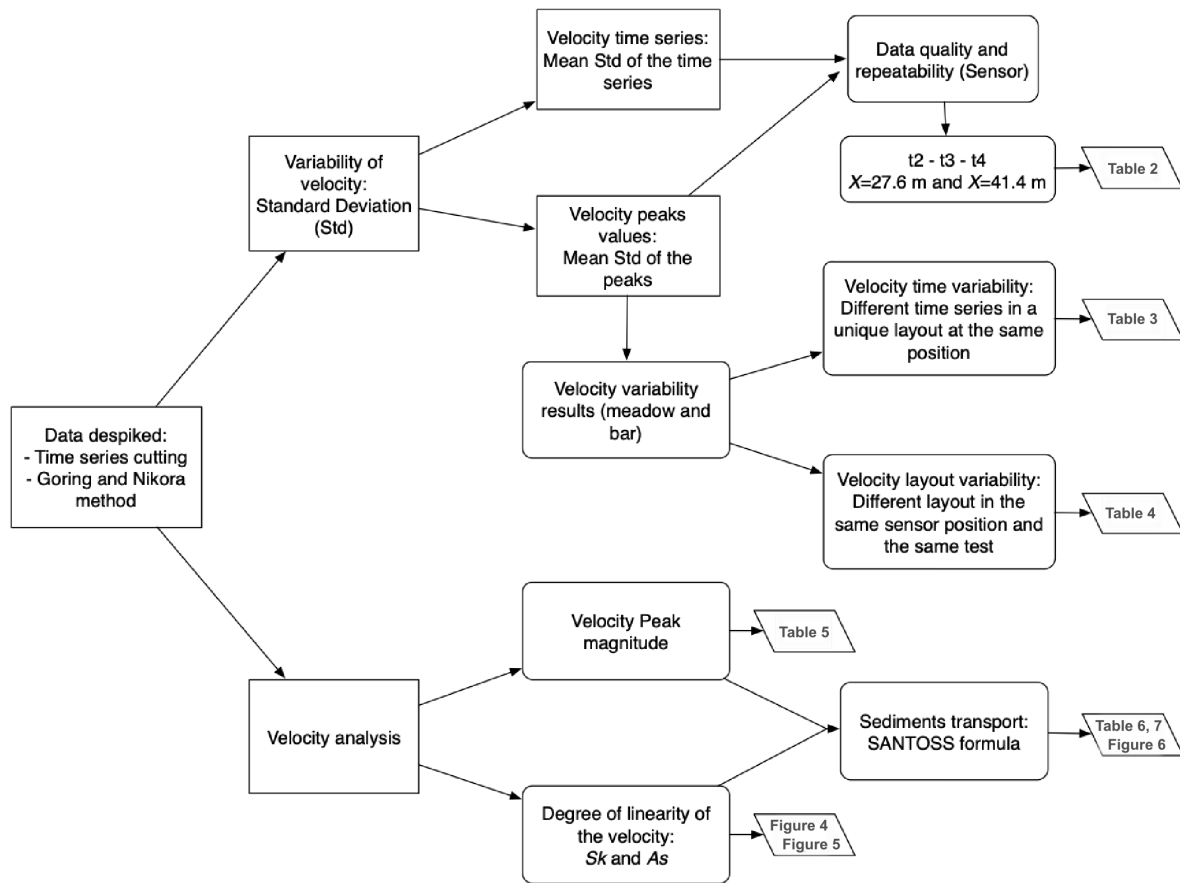 Velocity time series:
Mean Std of the time
series
Data quality and
repeatability (Sensor)
Variability of
velocity:
Standard Deviation
(Std)
t2 - t3 - t4
X=27.6 m and X=41.4 m
Table 2
Velocity peaks
values:
Mean Std of the
peaks
Velocity time variability:
Different time series in a
unique layout at the same
position
Table 3
Velocity variability
results (meadow and
bar)
Data despiked:
- Time series cutting
- Goring and Nikora
method
Velocity layout variability:
Different layout in the
same sensor position and
the same test
Table 4
Velocity Peak
magnitude
Table 5
Velocity analysis
Sediments transport:
SANTOSS formula
Table 6, 7
Figure 6
Degree of linearity of
the velocity:
Sk and As
Figure 4
Figure 5